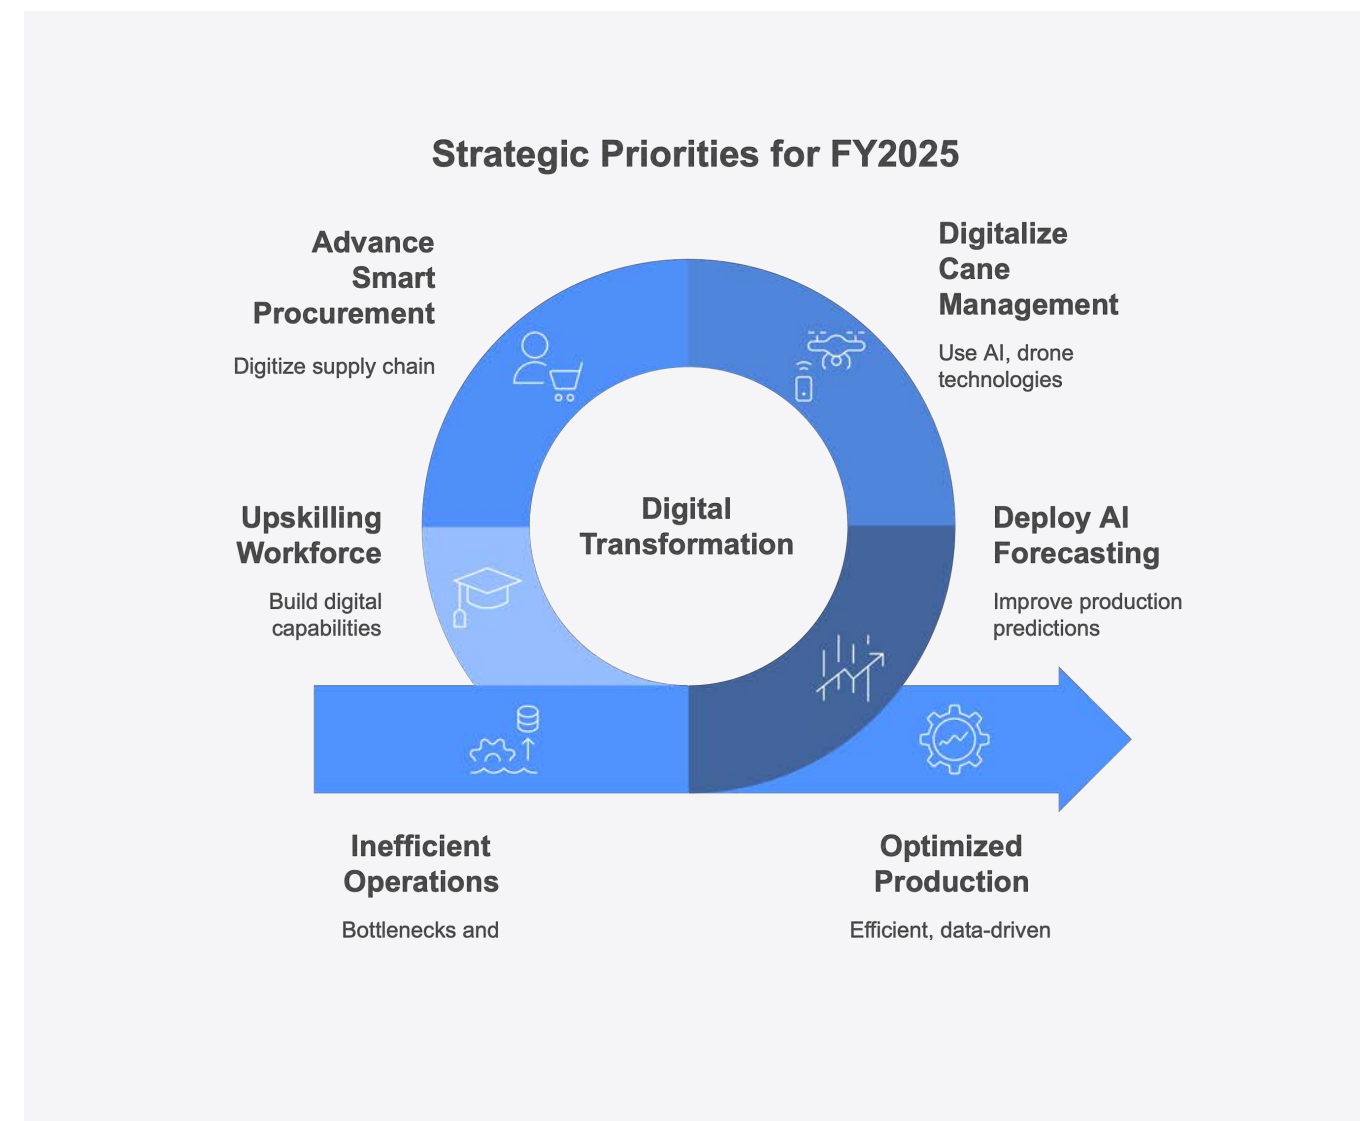 Strategic Priorities for FY2025
Advance
Smart
Procurement
Digitize supply chain
Digitalize
Cane
Management
Use AI, drone
technologies
Upskilling
Workforce
Build digital
capabilities
Digital
Transformation
Deploy AI
Forecasting
Improve production
predictions
Inefficient
Operations
Bottlenecks and
Optimized
Production
Efficient, data-driven